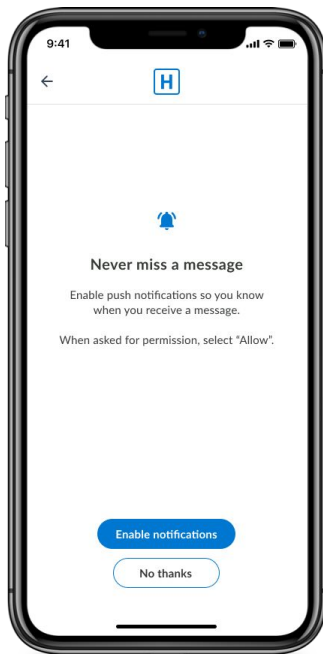 9:41
H
Never miss a message
Enable push notifications so you know
when you receive a message.
When asked for permission, select “Allow”.
Enable notifications
No thanks